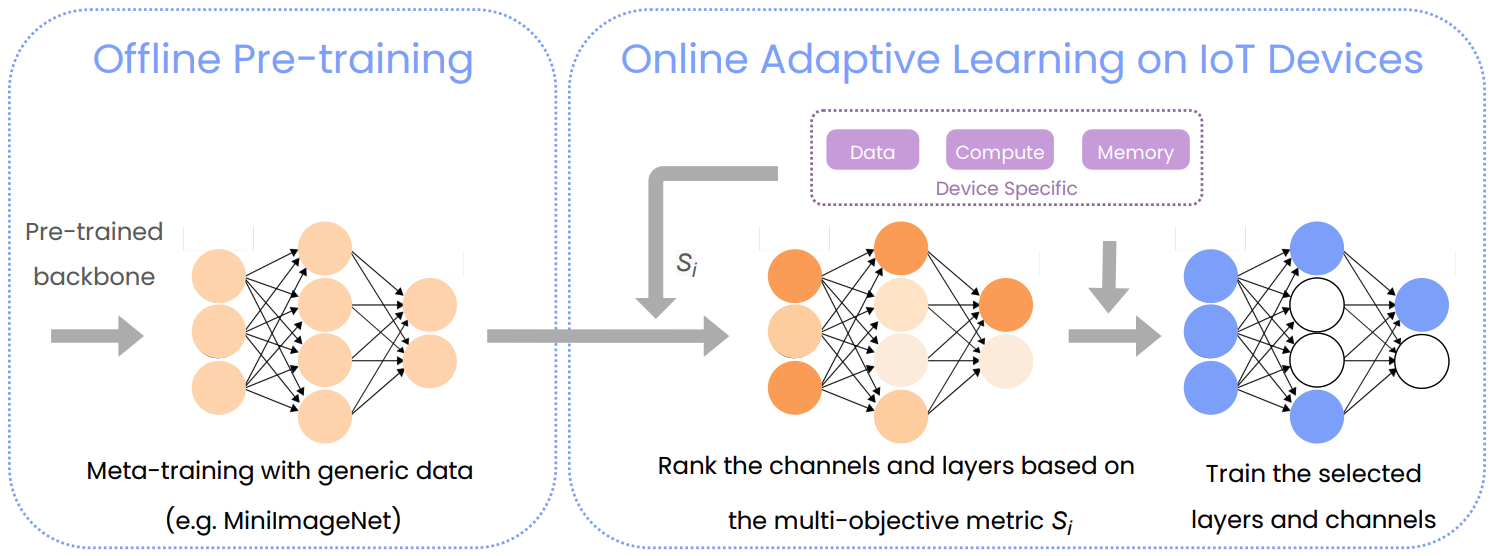 Offline Pre-training
Pre-trained
backbone
Meta-training with generic data
(e.g. MiniImageNet)
Online Adaptive Learning on IoT Devices
Data
Compute
Memory
Device Specific
Si
Rank the channels and layers based on
the multi-objective metric Si
Train the selected
layers and channels